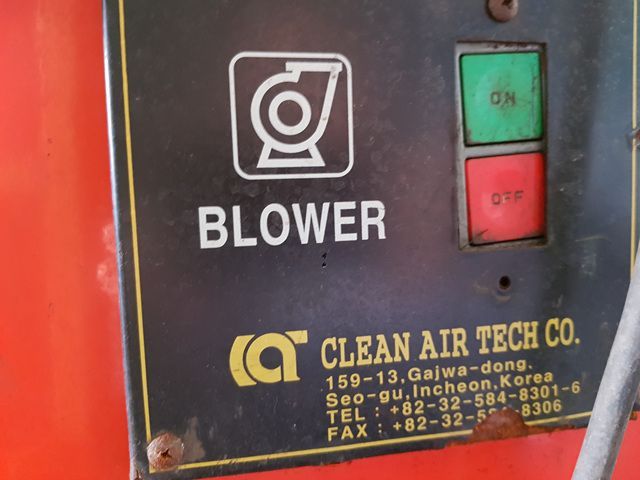 ON
OFF
BLOWER
CLEAN AIR TECH CO.
159-13, Gajwa-dong.
Seo-gu, Incheon, Korea
TEL : +82-32-584-8301-6
FAX : +82-32- 8306